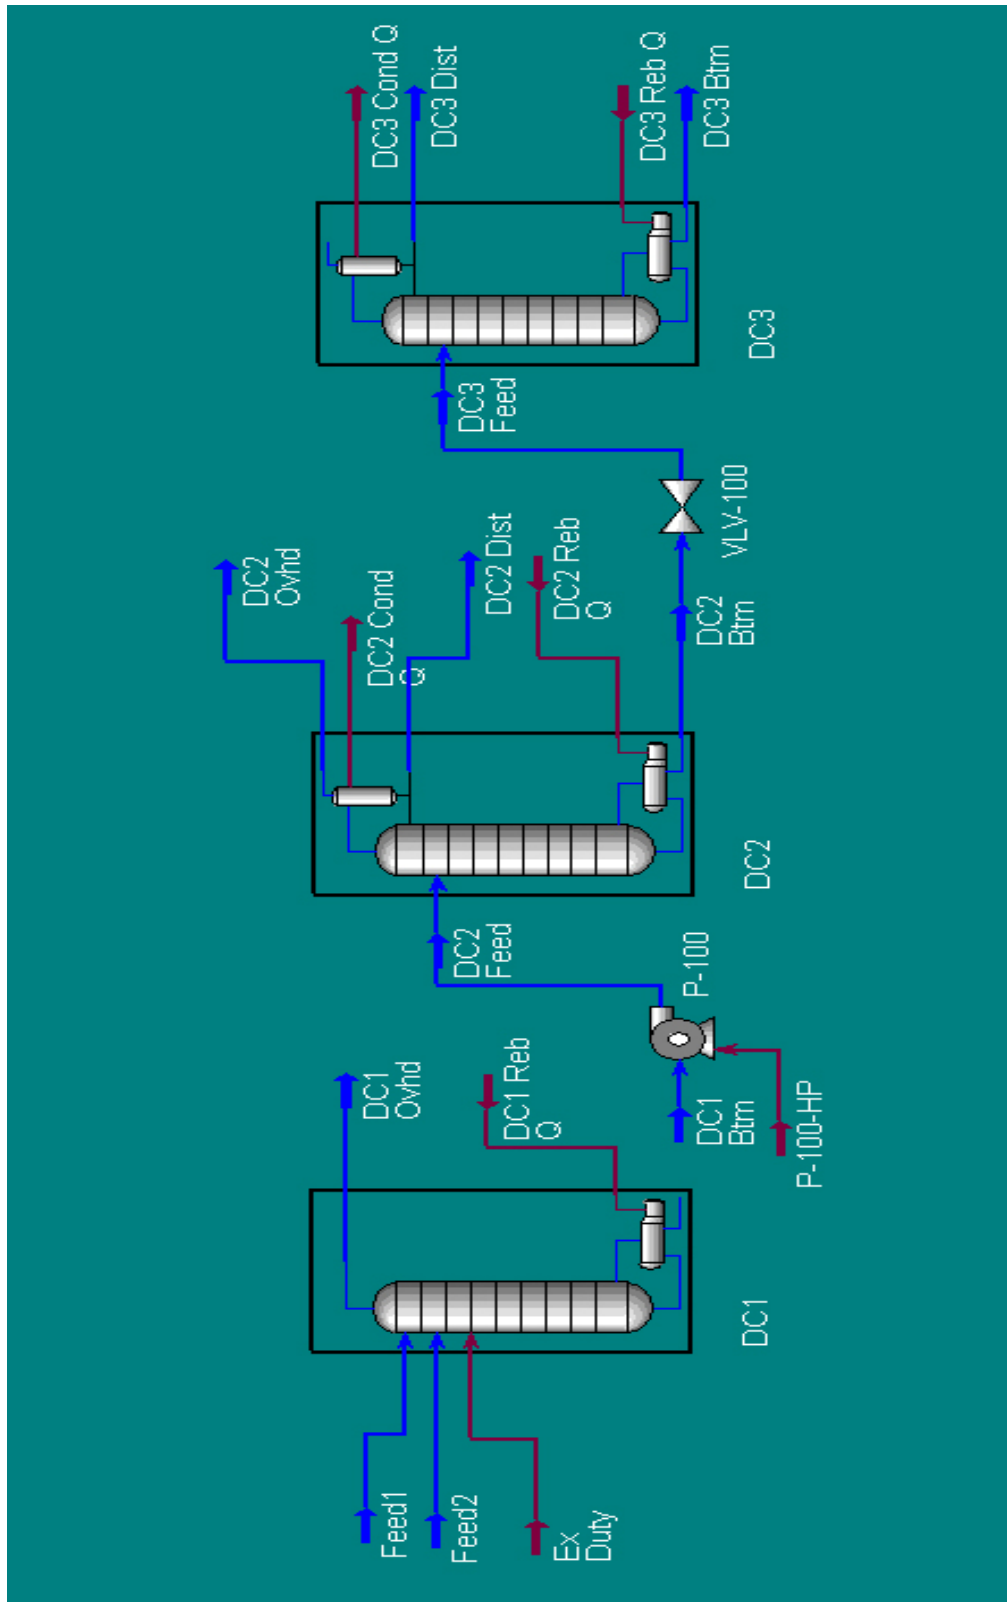 Feed1
Feed2
Ex
Duty
DC1
Ovhd
DC1 Reb
Q
DC1
DC1
Btm
P-100-HP
P-100
DC2
Feed
DC2
Ovhd
DC2 Cond
Q
DC2 Dist
DC2 Reb
Q
DC2
DC2
Btm
VLV-100
DC3
Feed
DC3 Cond Q
DC3 Dist
DC3 Reb Q
DC3 Btm
DC3